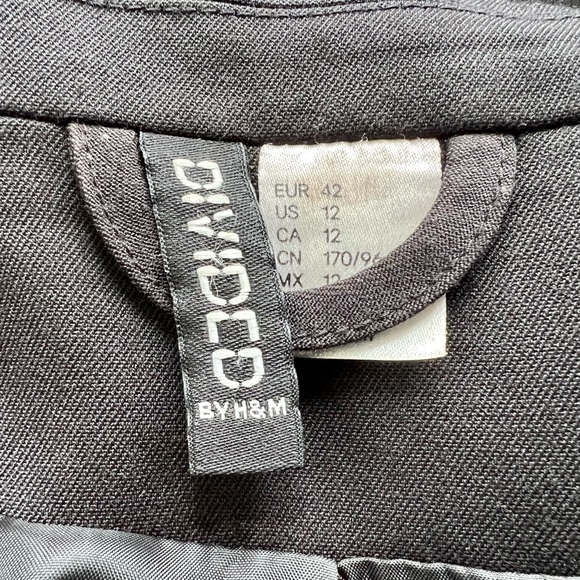 DIVIDED
BY H&M
EUR 42
US 12
CA 12
CN 170/96
MX 12